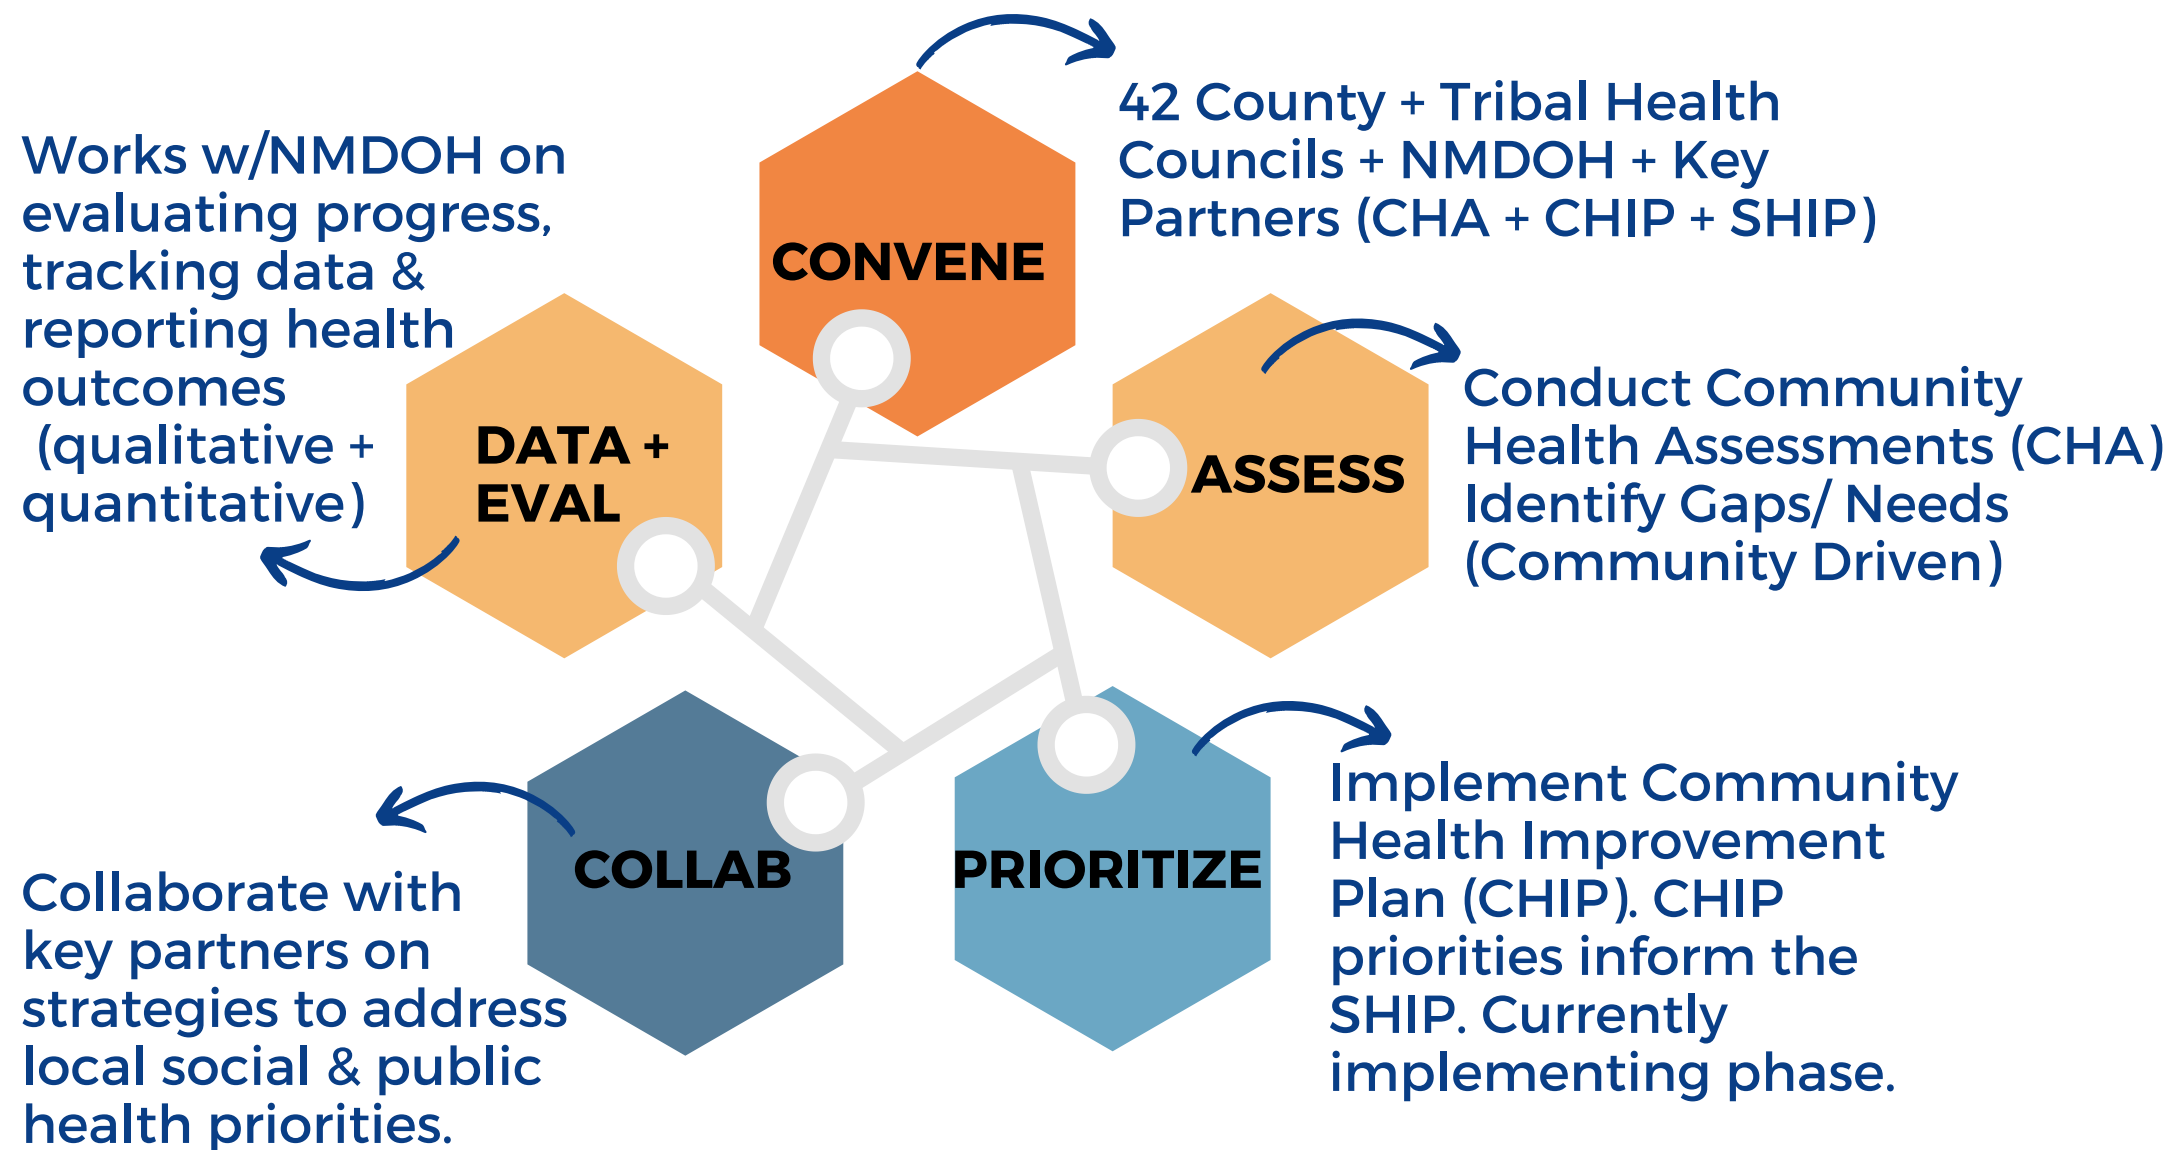 CONVENE
42 County + Tribal Health
Councils + NMDOH + Key
Partners (CHA + CHIP + SHIP)
ASSESS
Conduct Community
Health Assessments (CHA)
Identify Gaps/ Needs
(Community Driven)
PRIORITIZE
Implement Community
Health Improvement
Plan (CHIP). CHIP
priorities inform the
SHIP. Currently
implementing phase.
COLLAB
Collaborate with
key partners on
strategies to address
local social & public
health priorities.
DATA +
EVAL
Works w/NMDOH on
evaluating progress,
tracking data &
reporting health
outcomes
(qualitative +
quantitative)